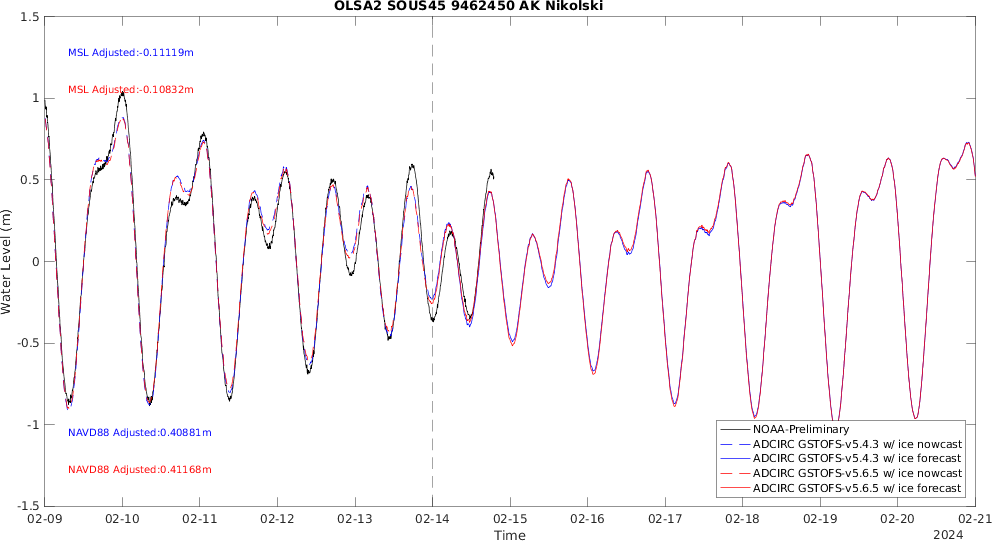 OLSA2 SOUS45 9462450 AK Nikolski
1.5
MSL Adjusted:-0.11119m
MSL Adjusted:-0.10832m
1
0.5
0
Water Level (m)
-0.5
-1
NAVD88 Adjusted:0.40881m
NAVD88 Adjusted:0.41168m
NOAA-Preliminary
ADCIRC GSTOFS-v5.4.3 w/ ice nowcast
ADCIRC GSTOFS-v5.4.3 w/ ice forecast
ADCIRC GSTOFS-v5.6.5 w/ ice nowcast
ADCIRC GSTOFS-v5.6.5 w/ ice forecast
-1.5
02-09 02-10 02-11 02-12 02-13 02-14 02-15 02-16 02-17 02-18 02-19 02-20 02-21
Time
2024